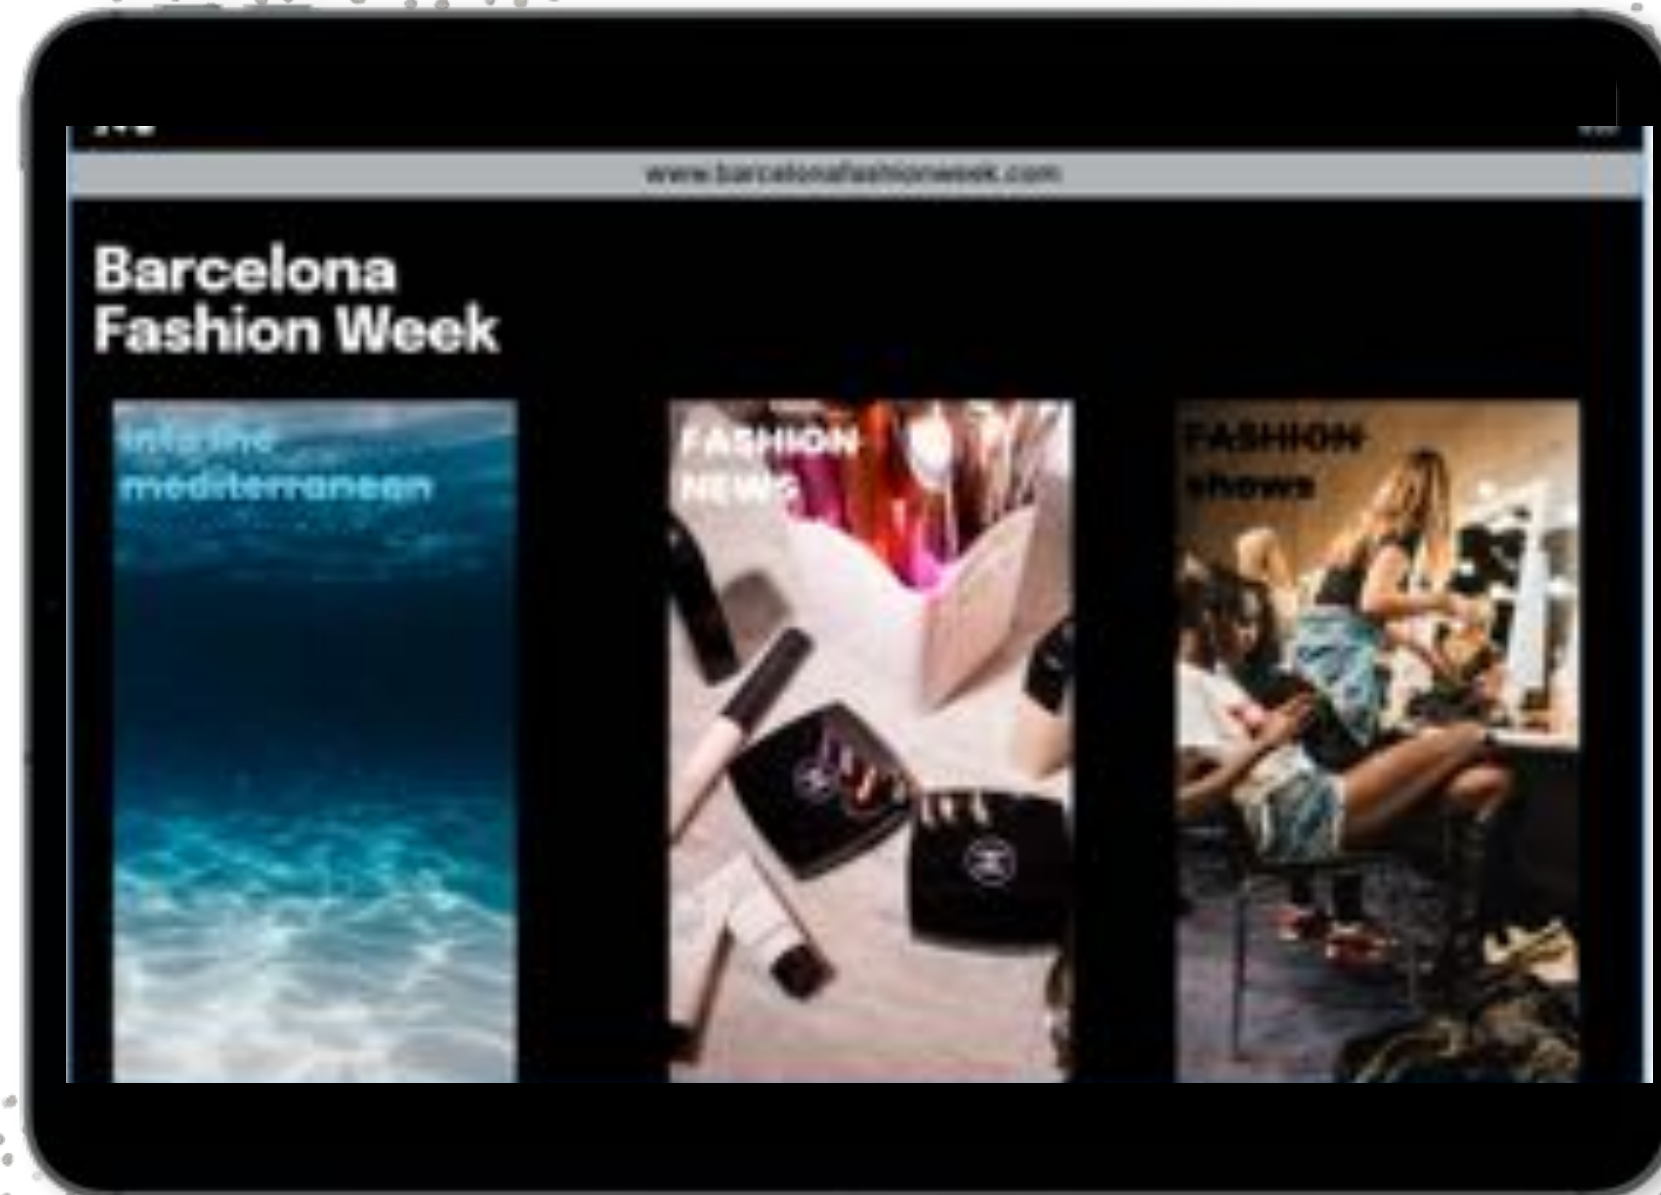 www.barcelonafashionweek.com
Barcelona
Fashion Week
into the
mediterranean
FASHION
NEWS
FASHION
shows